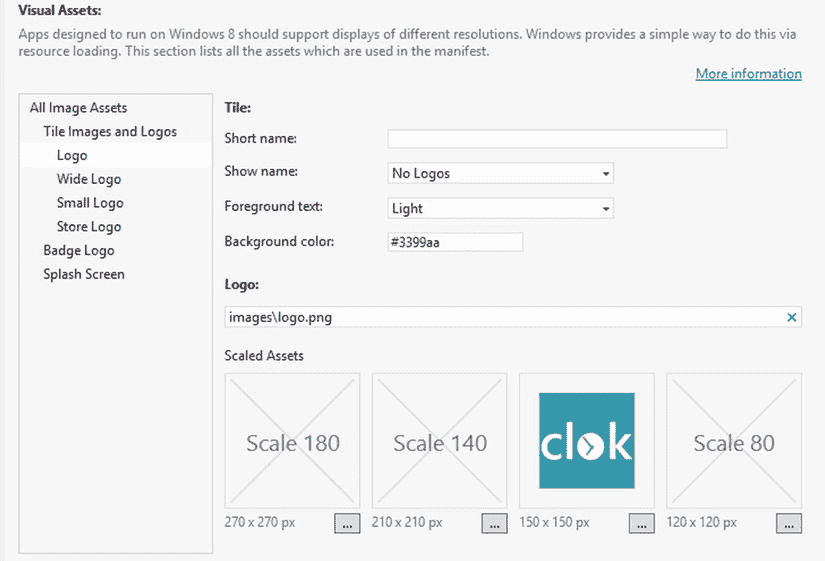 Visual Assets:
Apps designed to run on Windows 8 should support displays of different resolutions. Windows provides a simple way to do this via
resource loading. This section lists all the assets which are used in the manifest.
More information
All Image Assets
Tile Images and Logos
Logo
Wide Logo
Small Logo
Store Logo
Badge Logo
Splash Screen
Tile:
Short name:
Show name:
No Logos
Foreground text:
Light
Background color:
#3399aa
Logo:
images\logo.png
Scaled Assets
Scale 180
Scale 140
clok
Scale 80
270 x 270 px
...
210 x 210 px
...
150 x 150 px
...
120 x 120 px
...